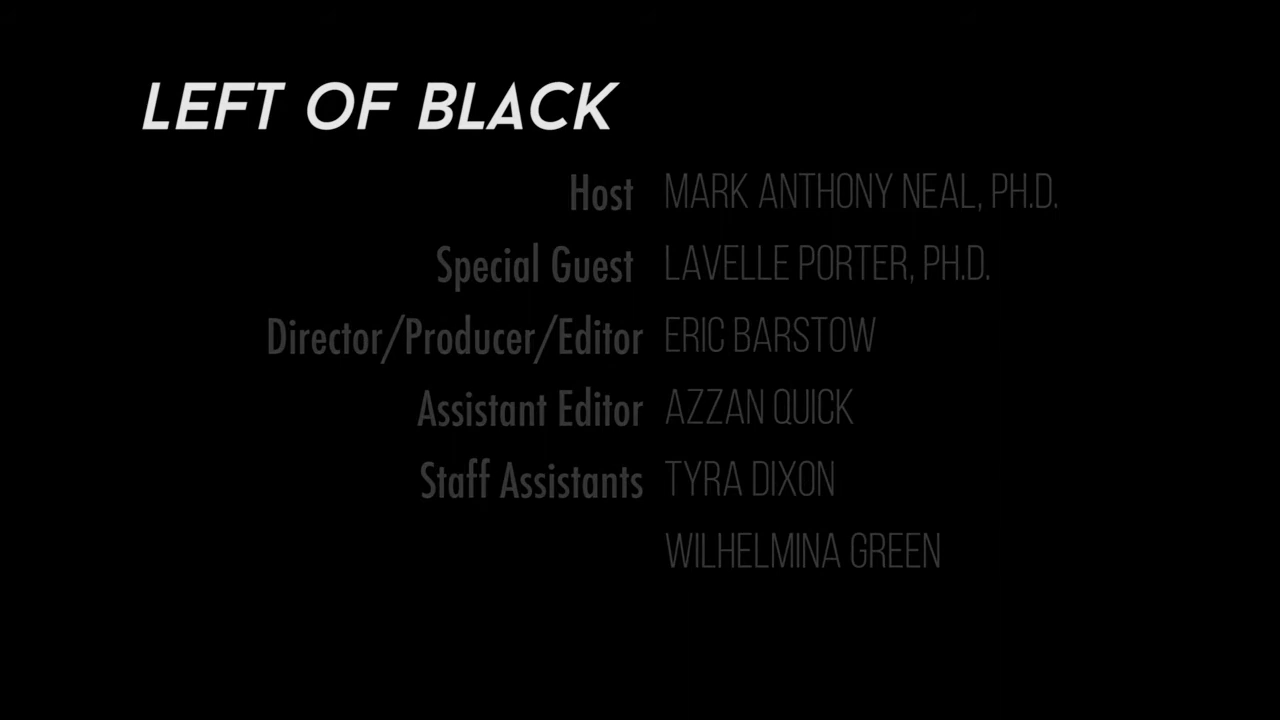 LEFT OF BLACK
Host MARK ANTHONY NEAL, PH.D.
Special Guest LAVELLE PORTER, PH.D.
Director/Producer/Editor ERIC BARSTOW
Assistant Editor AZZAN QUICK
Staff Assistants TYRA DIXON
WILHELMINA GREEN